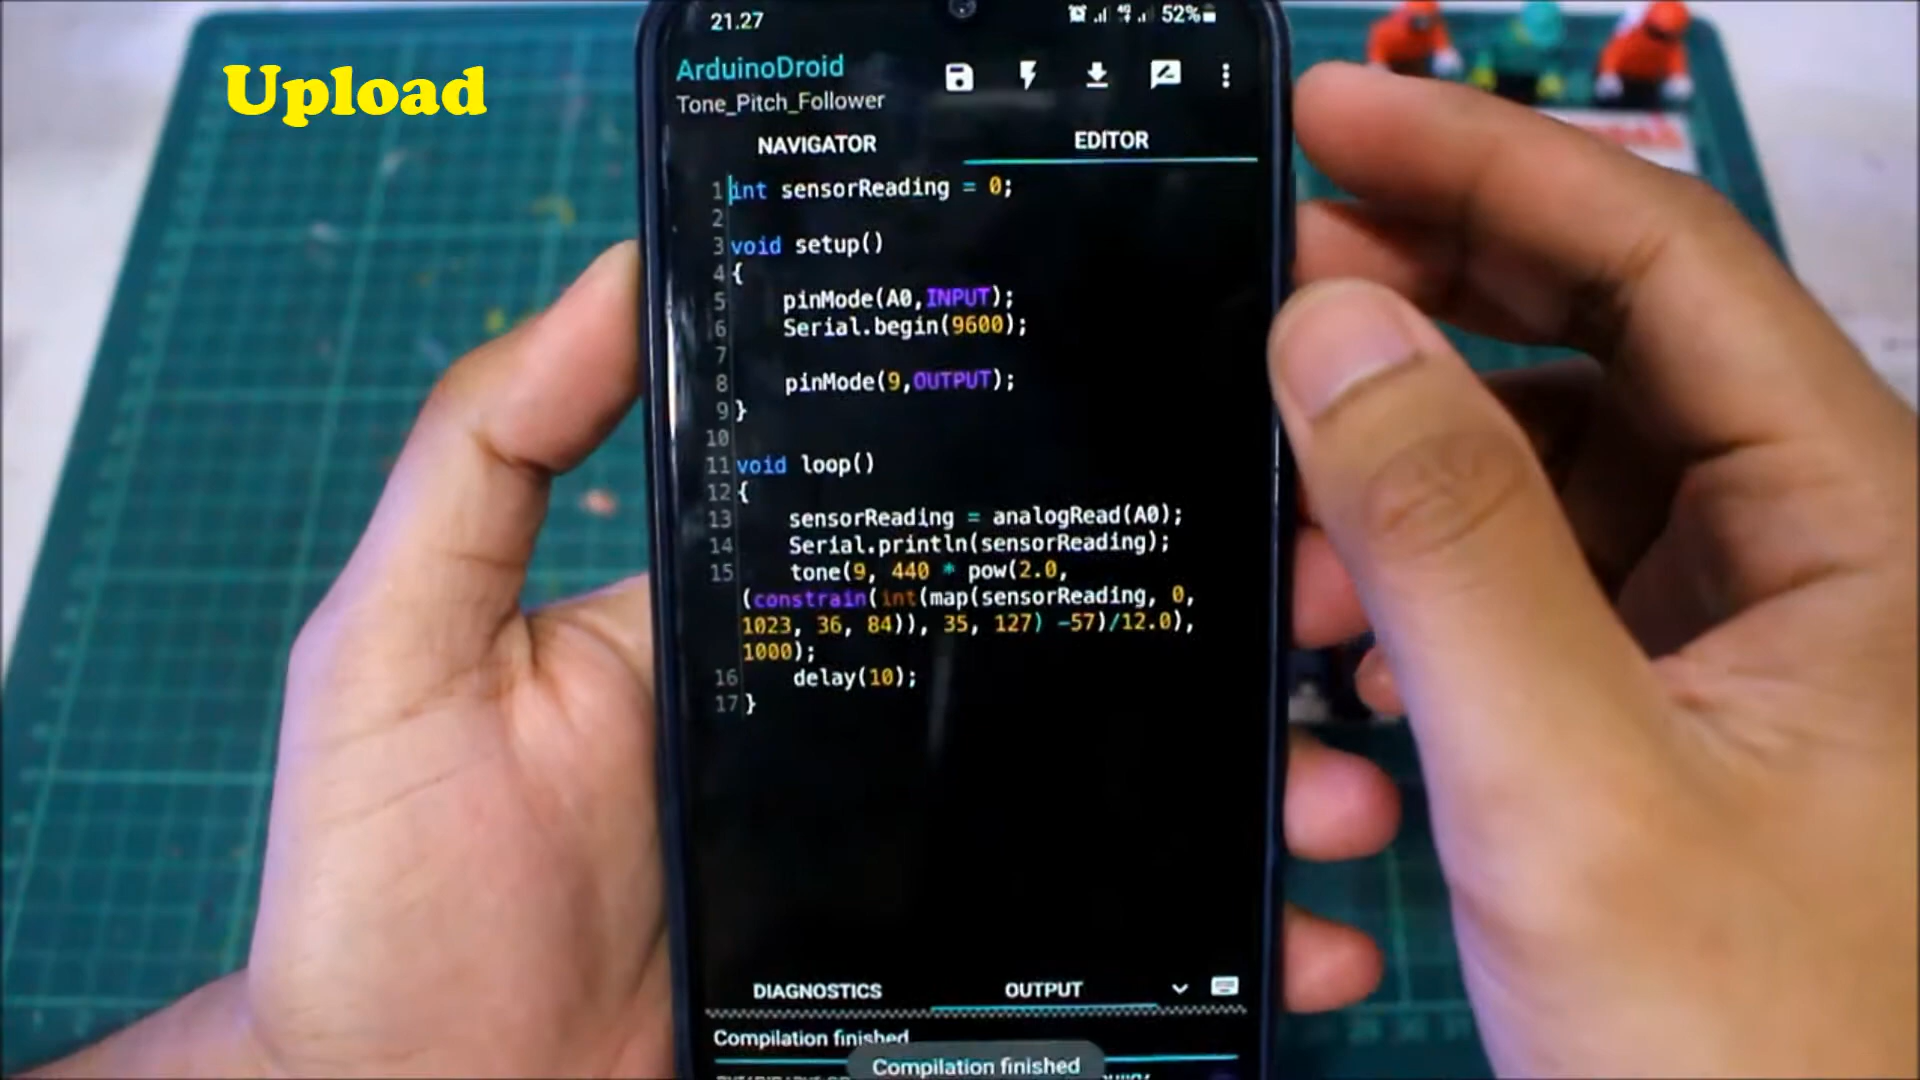 Upload
21.27
52%
ArduinoDroid
Tone_Pitch_Follower
NAVIGATOR EDITOR
1 int sensorReading = 0;
2
3 void setup()
4 {
5 pinMode(A0,INPUT);
6 Serial.begin(9600);
7
8 pinMode(9,OUTPUT);
9 }
10
11 void loop()
12 {
13 sensorReading = analogRead(A0);
14 Serial.println(sensorReading);
15 tone(9, 440 * pow(2.0,
(constrain(int(map(sensorReading, 0,
1023, 36, 84)), 35, 127) -57)/12.0),
1000);
16 delay(10);
17 }
DIAGNOSTICS OUTPUT
Compilation finished
Compilation finished